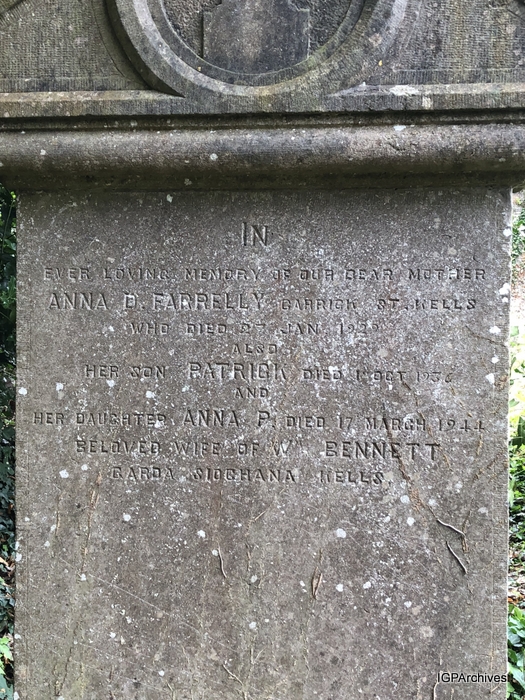 IN
EVER LOVING MEMORY OF OUR DEAR MOTHER
ANNA D. FARRELLY CARRICK ST. KELLS
WHO DIED 27 JAN
ALSO
HER SON PATRICK DIED 1 OCT 1936
AND
HER DAUGHTER ANNA P. DIED 17 MARCH 1944
BELOVED WIFE OF Wm BENNETT
GARDA SIOCHANA KELLS.
IGPArchives